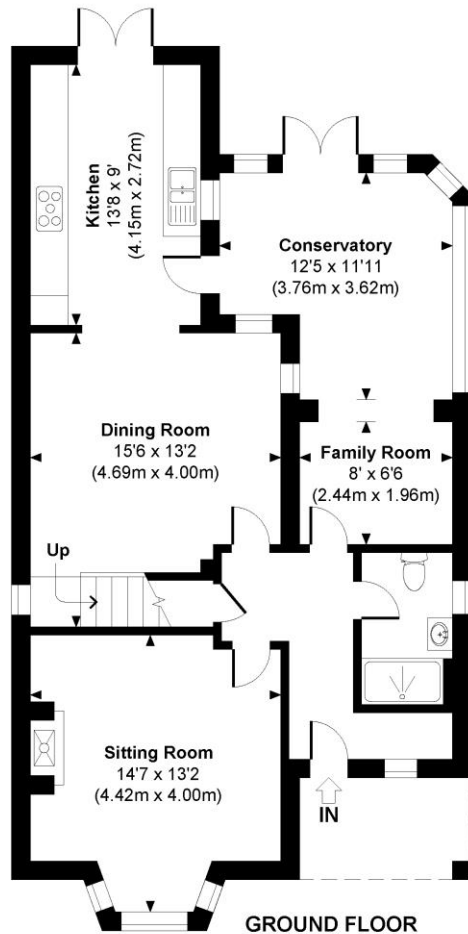 Kitchen
13'8 x 9'
(4.15m x 2.72m)
Conservatory
12'5 x 11'11
(3.76m x 3.62m)
Dining Room
15'6 x 13'2
(4.69m x 4.00m)
Family Room
8' x 6'6
(2.44m x 1.96m)
Up
Sitting Room
14'7 x 13'2
(4.42m x 4.00m)
IN
GROUND FLOOR